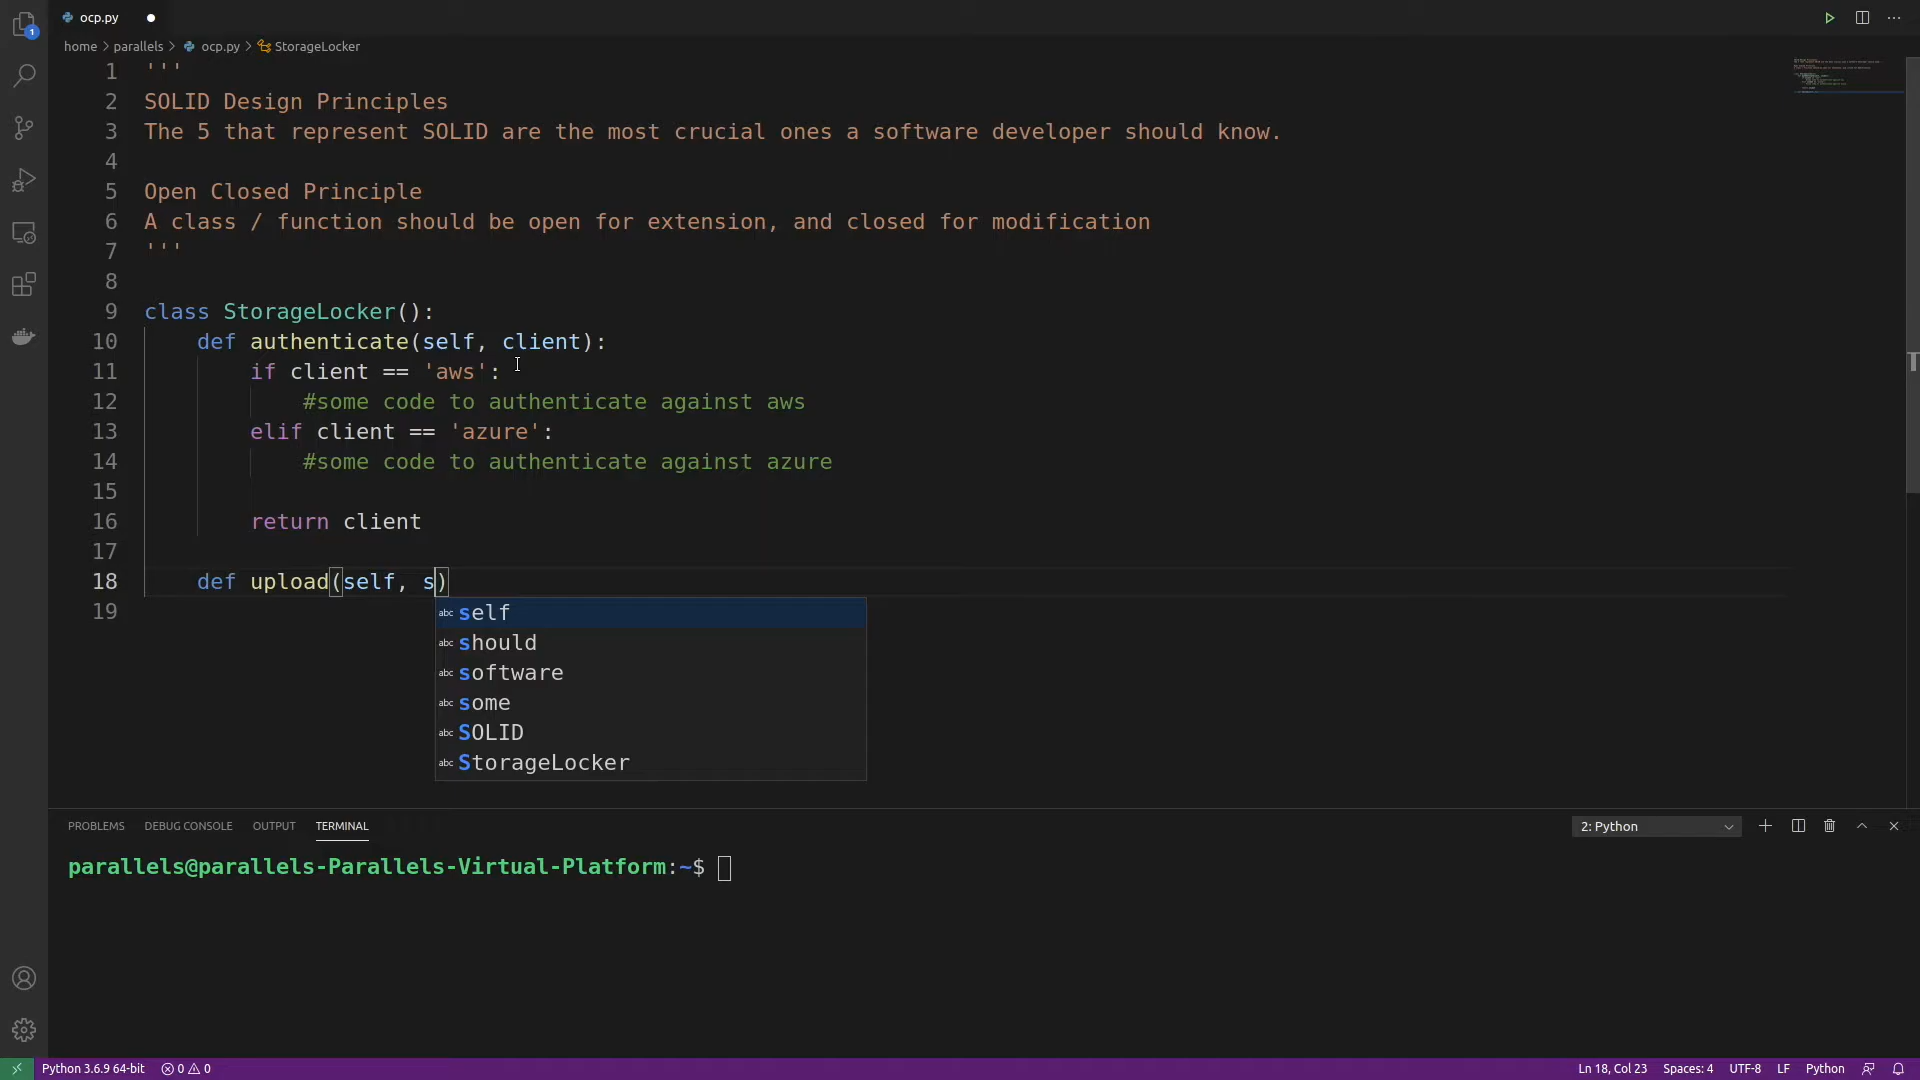 ocp.py
home > parallels > ocp.py > StorageLocker
1 '''
2 SOLID Design Principles
3 The 5 that represent SOLID are the most crucial ones a software developer should know.
4
5 Open Closed Principle
6 A class / function should be open for extension, and closed for modification
7 '''
8
9 class StorageLocker():
10 def authenticate(self, client):
11 if client == 'aws':
12 #some code to authenticate against aws
13 elif client == 'azure':
14 #some code to authenticate against azure
15
16 return client
17
18 def upload(self, s)
19
abc self
abc should
abc software
abc some
abc SOLID
abc StorageLocker
PROBLEMS DEBUG CONSOLE OUTPUT TERMINAL 2: Python
parallels@parallels-Parallels-Virtual-Platform:~$
1
Python 3.6.9 64-bit 0 0 Ln 18, Col 23 Spaces: 4 UTF-8 LF Python